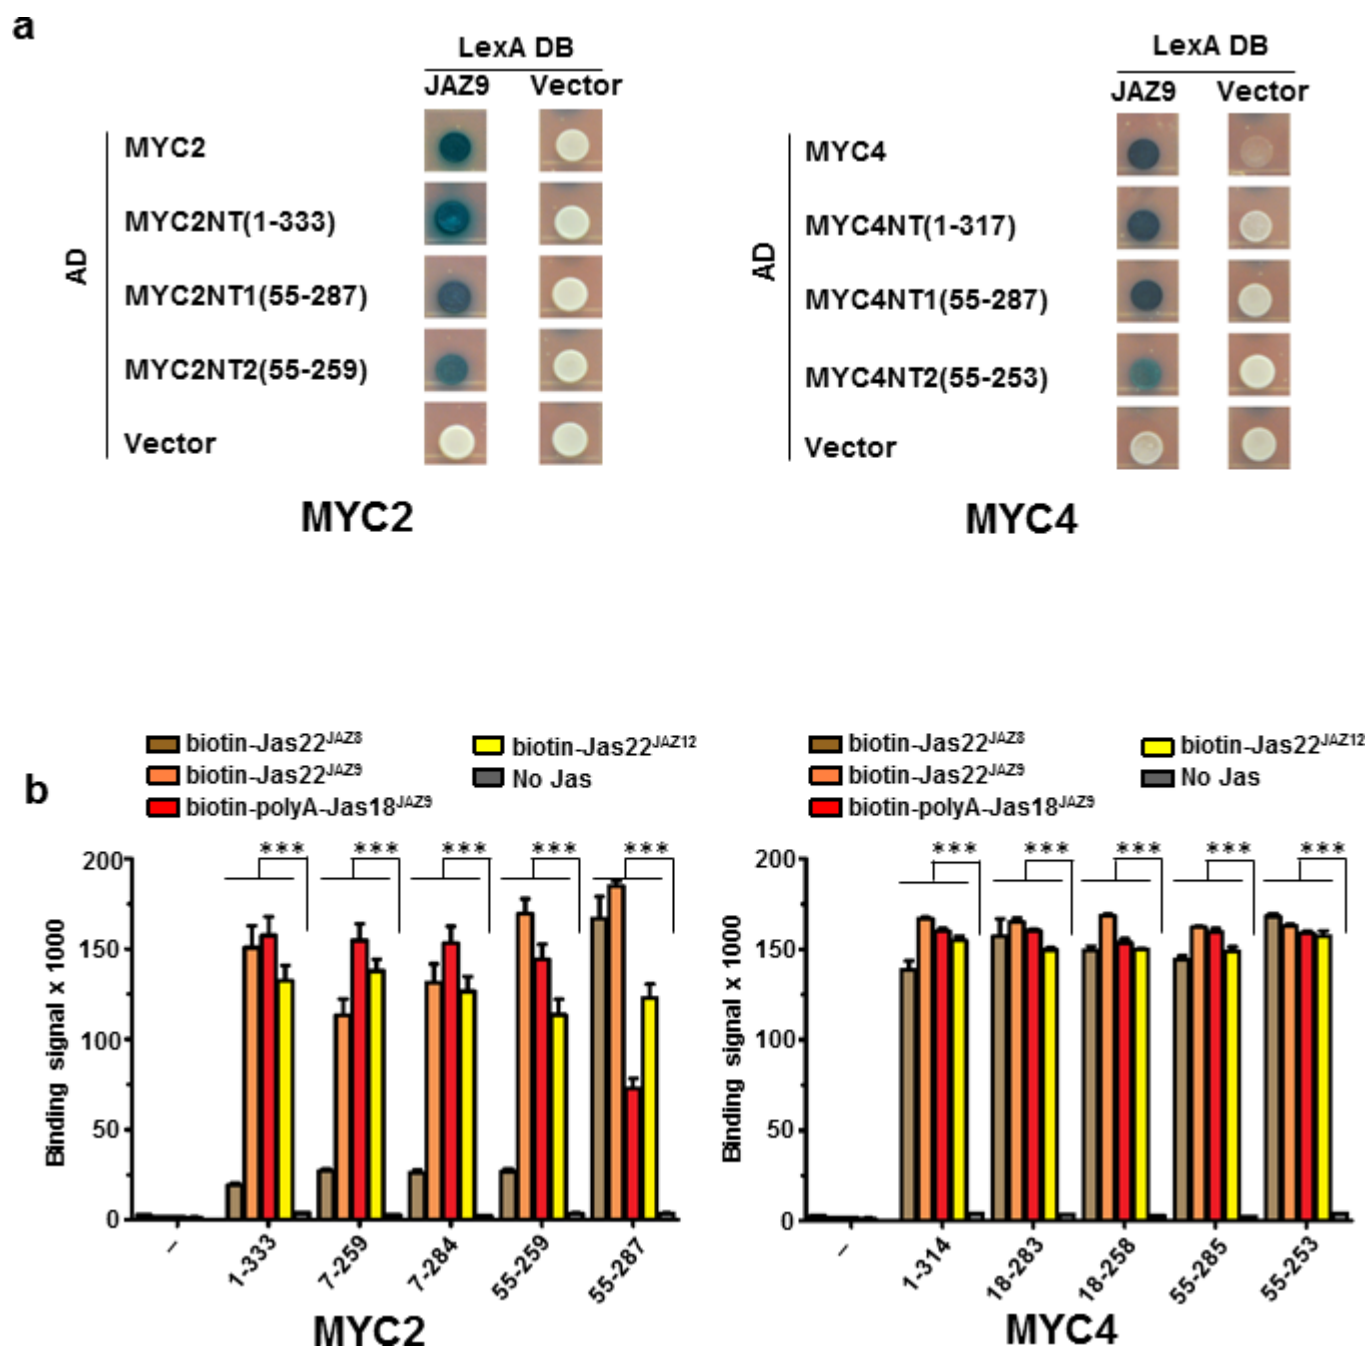 a
LexA DB
JAZ9 Vector
AD
MYC2
MYC2NT(1-333)
MYC2NT1(55-287)
MYC2NT2(55-259)
Vector
MYC2
LexA DB
JAZ9 Vector
AD
MYC4
MYC4NT(1-317)
MYC4NT1(55-287)
MYC4NT2(55-253)
Vector
MYC4
b
biotin-Jas22JAZ8
biotin-Jas22JAZ9
biotin-polyA-Jas18JAZ9
biotin-Jas22JAZ12
No Jas
*** *** *** *** ***
Binding signal x 1000
200
150
100
50
0
– 1-333 7-259 7-284 55-259 55-287
MYC2
biotin-Jas22JAZ8
biotin-Jas22JAZ9
biotin-polyA-Jas18JAZ9
biotin-Jas22JAZ12
No Jas
*** *** *** *** ***
Binding signal x 1000
200
150
100
50
0
– 1-314 18-283 18-258 55-285 55-253
MYC4